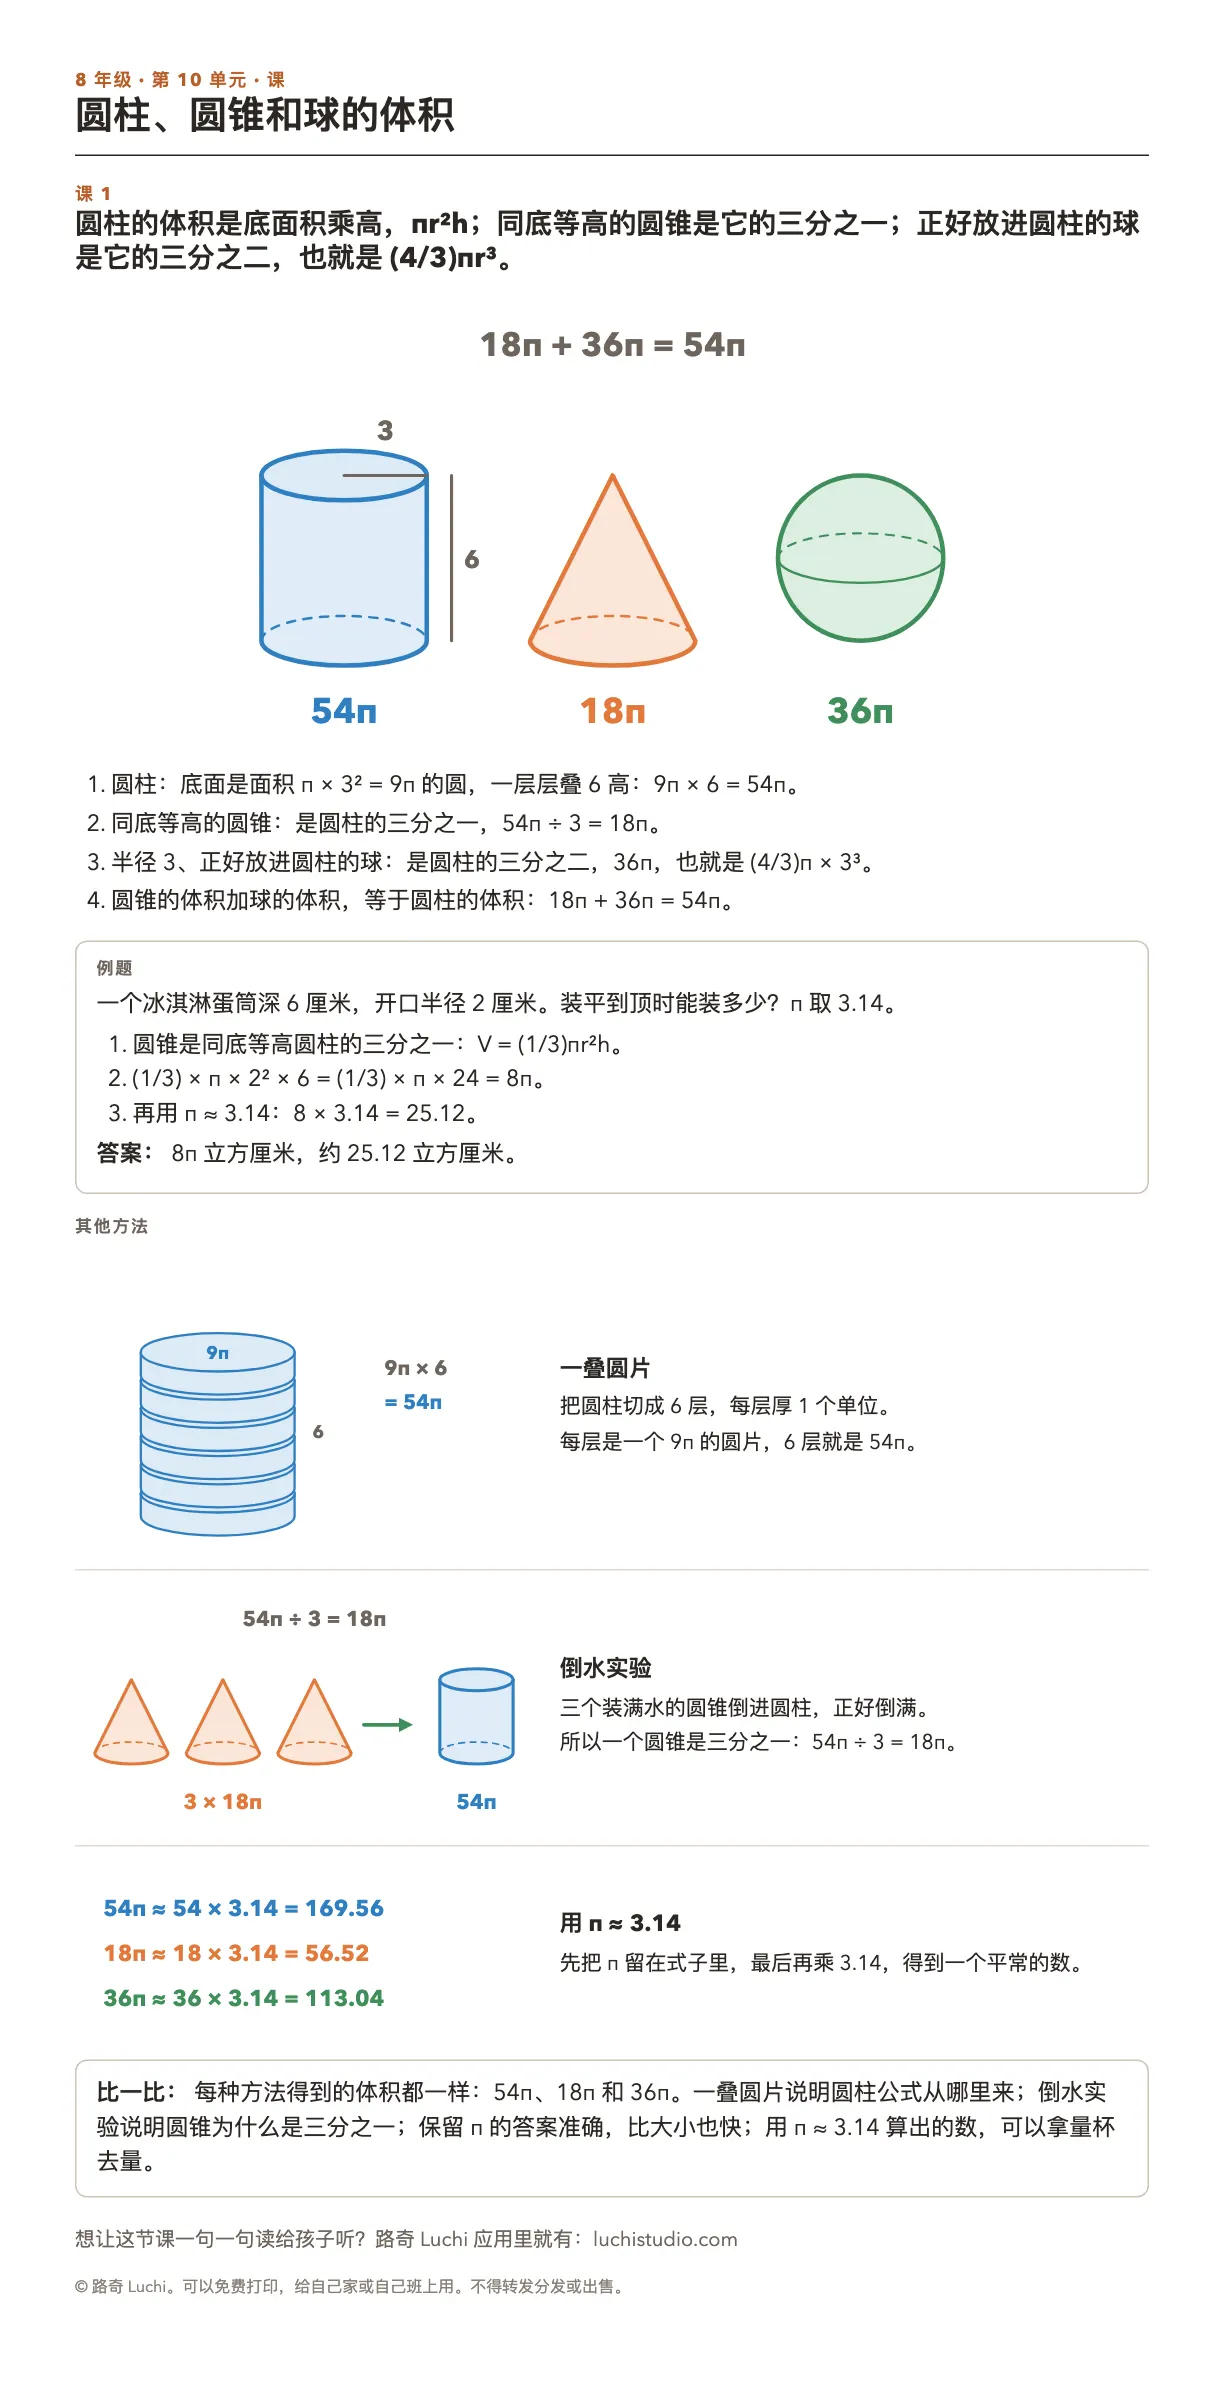 8 年级 · 第 10 单元 · 课
圆柱、圆锥和球的体积
课 1
圆柱的体积是底面积乘高，πr²h；同底等高的圆锥是它的三分之一；正好放进圆柱的球
是它的三分之二，也就是 (4/3)πr³。
18π + 36π = 54π
3
6
54π
18π
36π
1. 圆柱：底面是面积 π × 3² = 9π 的圆，一层层叠 6 高：9π × 6 = 54π。
2. 同底等高的圆锥：是圆柱的三分之一，54π ÷ 3 = 18π。
3. 半径 3、正好放进圆柱的球：是圆柱的三分之二，36π，也就是 (4/3)π × 3³。
4. 圆锥的体积加球的体积，等于圆柱的体积：18π + 36π = 54π。
例题
一个冰淇淋蛋筒深 6 厘米，开口半径 2 厘米。装平到顶时能装多少？π 取 3.14。
1. 圆锥是同底等高圆柱的三分之一：V = (1/3)πr²h。
2. (1/3) × π × 2² × 6 = (1/3) × π × 24 = 8π。
3. 再用 π ≈ 3.14：8 × 3.14 = 25.12。
答案： 8π 立方厘米，约 25.12 立方厘米。
其他方法
9π
6
9π × 6
= 54π
一叠圆片
把圆柱切成 6 层，每层厚 1 个单位。
每层是一个 9π 的圆片，6 层就是 54π。
54π ÷ 3 = 18π
3 × 18π
54π
倒水实验
三个装满水的圆锥倒进圆柱，正好倒满。
所以一个圆锥是三分之一：54π ÷ 3 = 18π。
54π ≈ 54 × 3.14 = 169.56
18π ≈ 18 × 3.14 = 56.52
36π ≈ 36 × 3.14 = 113.04
用 π ≈ 3.14
先把 π 留在式子里，最后再乘 3.14，得到一个平常的数。
比一比： 每种方法得到的体积都一样：54π、18π 和 36π。一叠圆片说明圆柱公式从哪里来；倒水实
验说明圆锥为什么是三分之一；保留 π 的答案准确，比大小也快；用 π ≈ 3.14 算出的数，可以拿量杯
去量。
想让这节课一句一句读给孩子听？路奇 Luchi 应用里就有：luchistudio.com
© 路奇 Luchi。可以免费打印，给自己家或自己班上用。不得转发分发或出售。